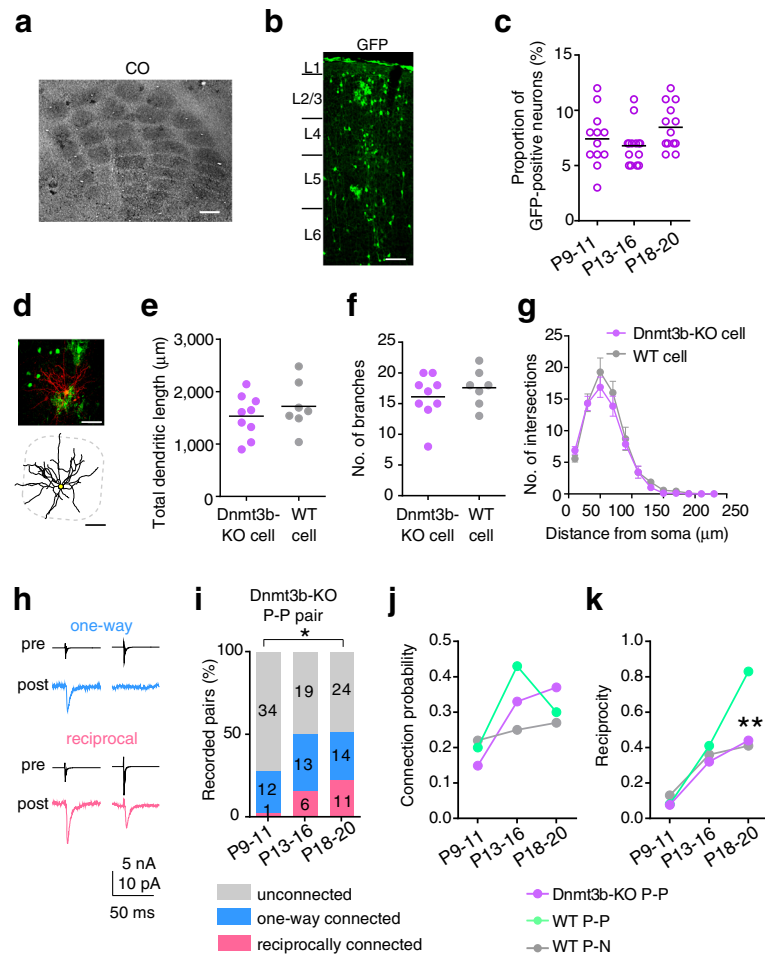 a
CO
b
GFP
L1
L2/3
L4
L5
L6
c
Proportion of
GFP-positive neurons (%)
15
10
5
0
P9-11
P13-16
P18-20
d
e
Total dendritic length (μm)
3,000
2,000
1,000
0
Dnmt3b-
KO cell
WT
cell
f
No. of branches
25
20
15
10
5
0
Dnmt3b-
KO cell
WT
cell
g
No. of intersections
25
20
15
10
5
0
0 50 100 150 200 250
Distance from soma (μm)
Dnmt3b-KO cell
WT cell
h
one-way
pre
post
reciprocal
pre
post
5 nA
10 pA
50 ms
i
Dnmt3b-KO
P-P pair
*
Recorded pairs (%)
100
50
0
34
12
1
19
13
6
24
14
11
P9-11
P13-16
P18-20
unconnected
one-way connected
reciprocally connected
j
Connection probability
0.5
0.4
0.3
0.2
0.1
0
P9-11
P13-16
P18-20
k
Reciprocity
1.0
0.8
0.6
0.4
0.2
0.0
**
P9-11
P13-16
P18-20
Dnmt3b-KO P-P
WT P-P
WT P-N